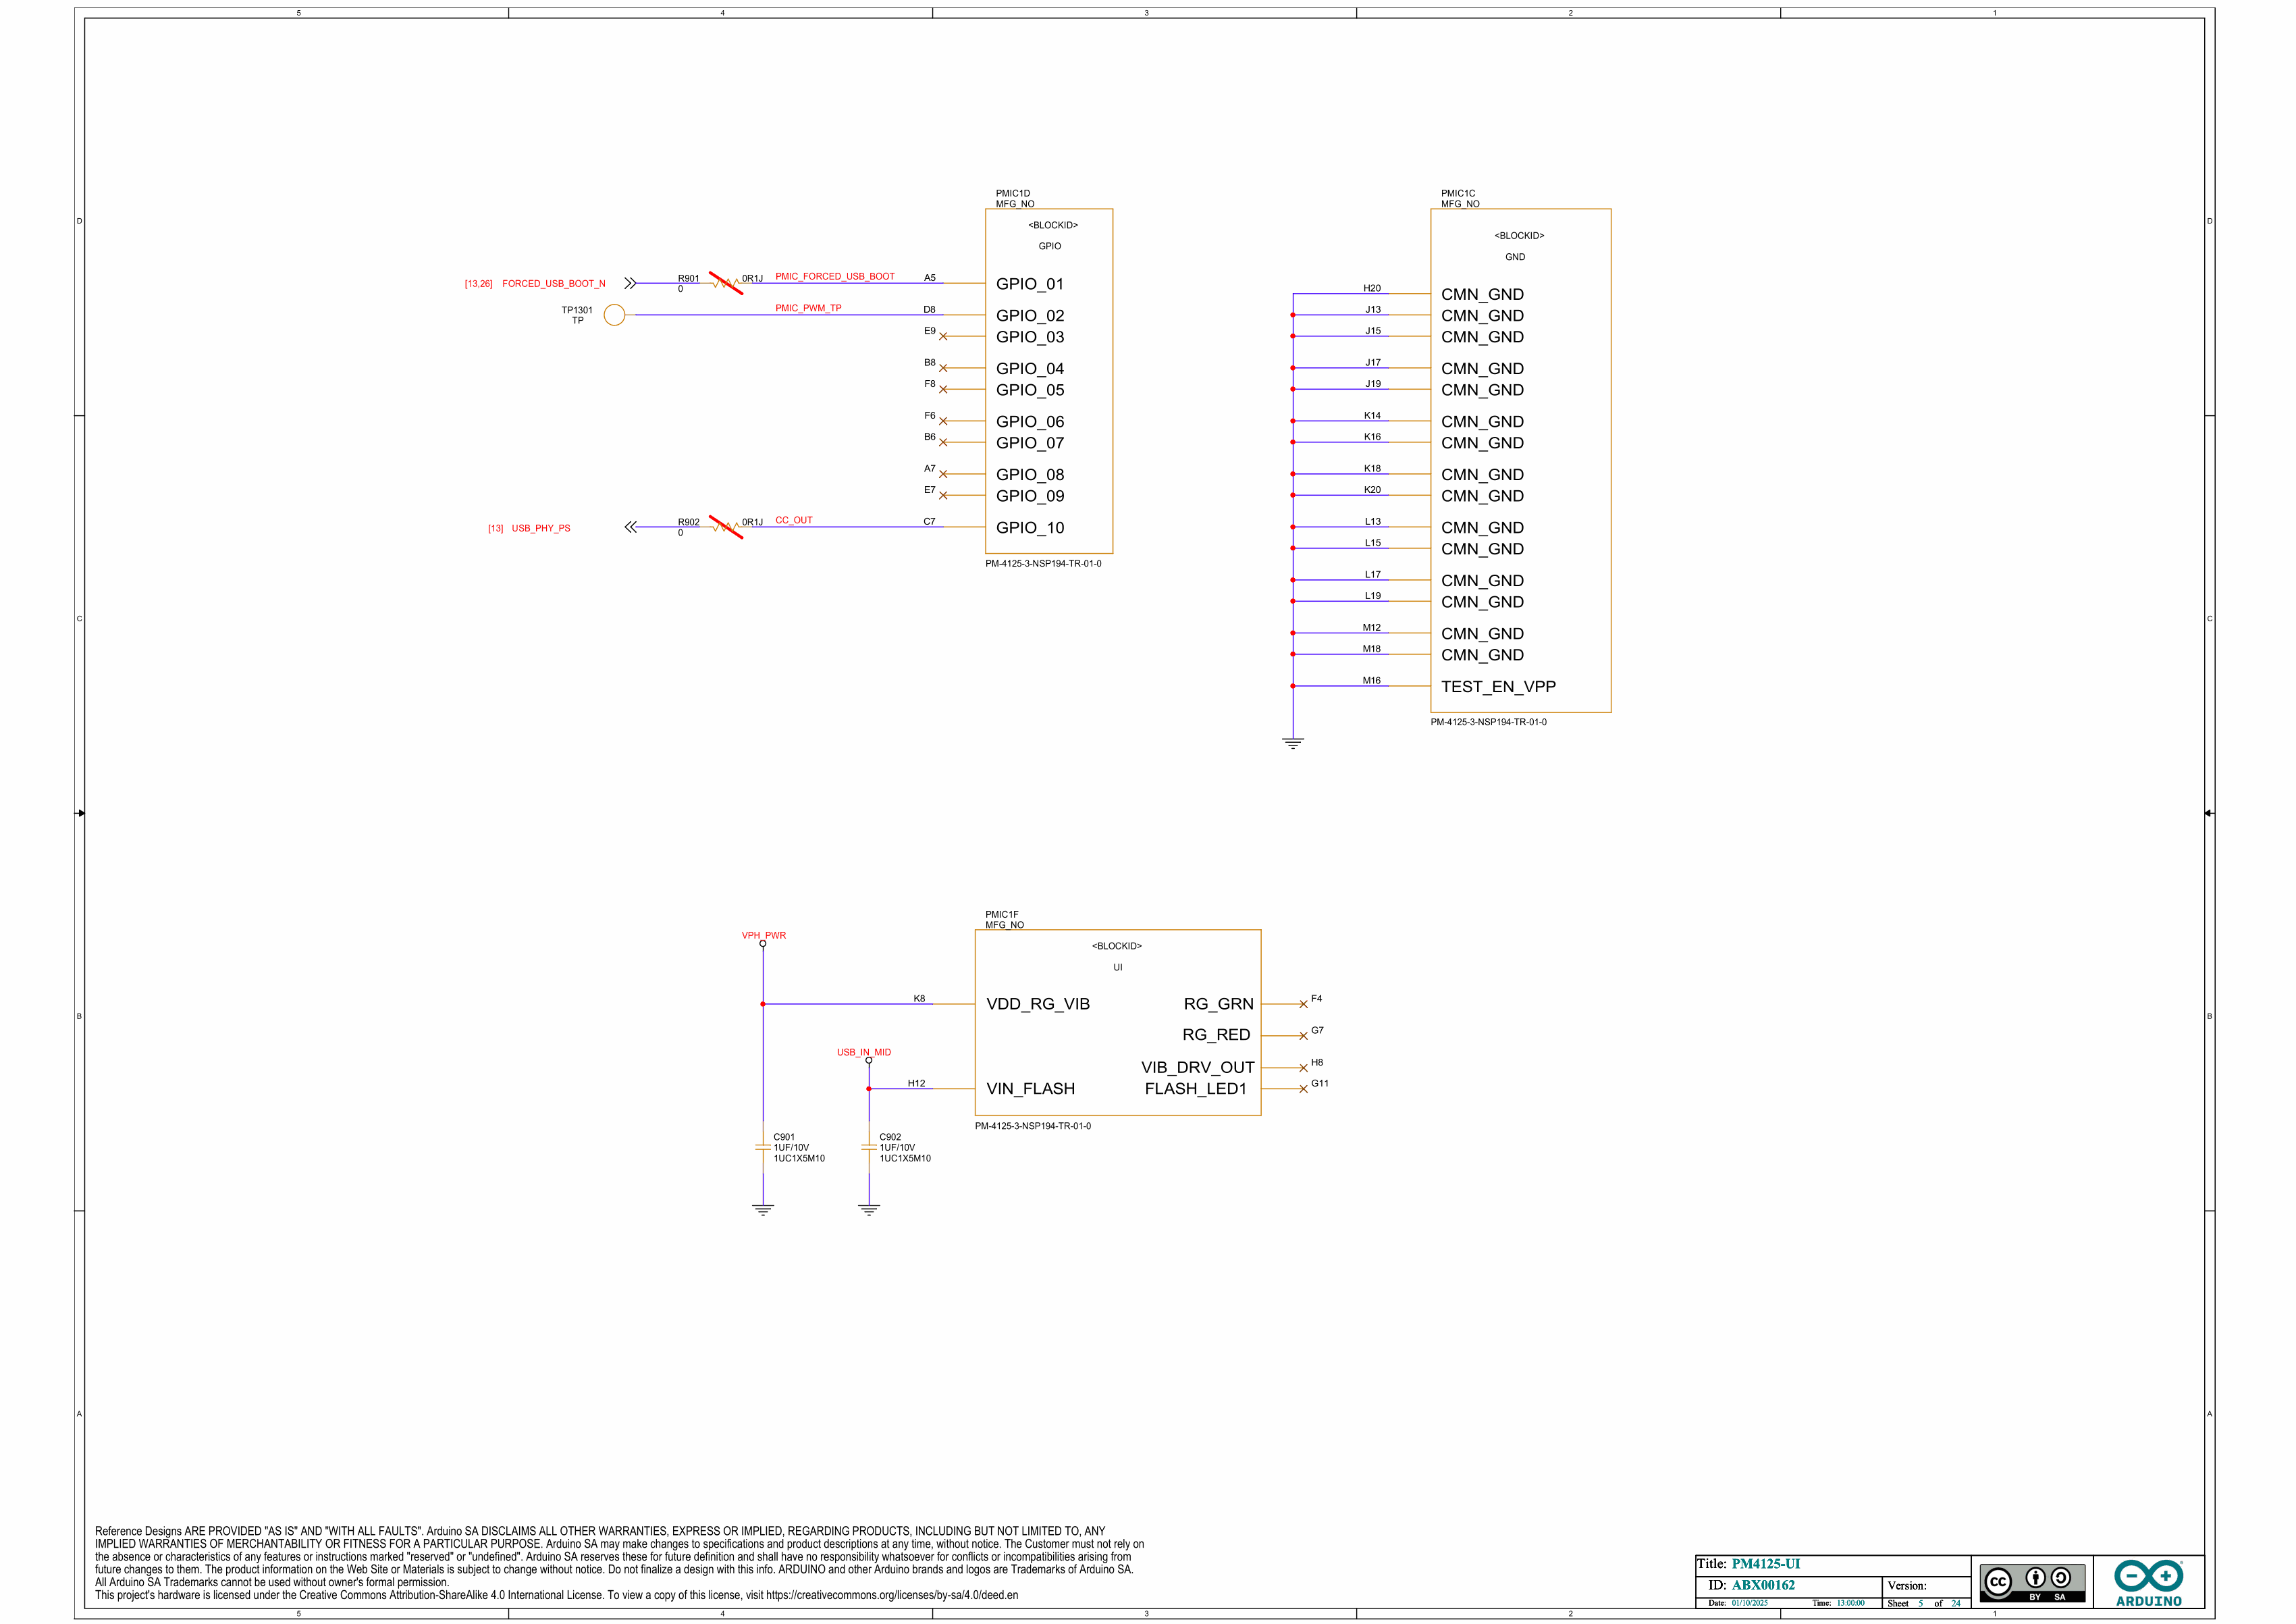 5 4 3 2 1
D D
C C
B B
A A
PMIC1D
MFG_NO
<BLOCKID>
GPIO
[13,26] FORCED_USB_BOOT_N
R901
0
0R1J
PMIC_FORCED_USB_BOOT
A5 GPIO_01
TP1301
TP
PMIC_PWM_TP
D8 GPIO_02
E9 GPIO_03
B8 GPIO_04
F8 GPIO_05
F6 GPIO_06
B6 GPIO_07
A7 GPIO_08
E7 GPIO_09
[13] USB_PHY_PS
R902
0
0R1J
CC_OUT
C7 GPIO_10
PM-4125-3-NSP194-TR-01-0
PMIC1C
MFG_NO
<BLOCKID>
GND
H20 CMN_GND
J13 CMN_GND
J15 CMN_GND
J17 CMN_GND
J19 CMN_GND
K14 CMN_GND
K16 CMN_GND
K18 CMN_GND
K20 CMN_GND
L13 CMN_GND
L15 CMN_GND
L17 CMN_GND
L19 CMN_GND
M12 CMN_GND
M18 CMN_GND
M16 TEST_EN_VPP
PM-4125-3-NSP194-TR-01-0
PMIC1F
MFG_NO
<BLOCKID>
UI
VPH_PWR
K8 VDD_RG_VIB
RG_GRN F4
RG_RED G7
USB_IN_MID
VIB_DRV_OUT H8
H12 VIN_FLASH
FLASH_LED1 G11
PM-4125-3-NSP194-TR-01-0
C901
1UF/10V
1UC1X5M10
C902
1UF/10V
1UC1X5M10
Reference Designs ARE PROVIDED "AS IS" AND "WITH ALL FAULTS". Arduino SA DISCLAIMS ALL OTHER WARRANTIES, EXPRESS OR IMPLIED, REGARDING PRODUCTS, INCLUDING BUT NOT LIMITED TO, ANY
IMPLIED WARRANTIES OF MERCHANTABILITY OR FITNESS FOR A PARTICULAR PURPOSE. Arduino SA may make changes to specifications and product descriptions at any time, without notice. The Customer must not rely on
the absence or characteristics of any features or instructions marked "reserved" or "undefined". Arduino SA reserves these for future definition and shall have no responsibility whatsoever for conflicts or incompatibilities arising from
future changes to them. The product information on the Web Site or Materials is subject to change without notice. Do not finalize a design with this info. ARDUINO and other Arduino brands and logos are Trademarks of Arduino SA.
All Arduino SA Trademarks cannot be used without owner's formal permission.
This project's hardware is licensed under the Creative Commons Attribution-ShareAlike 4.0 International License. To view a copy of this license, visit https://creativecommons.org/licenses/by-sa/4.0/deed.en
Title: PM4125-UI
ID: ABX00162
Version:
Date: 01/10/2025 Time: 13:00:00 Sheet 5 of 24
cc BY SA
ARDUINO
5 4 3 2 1